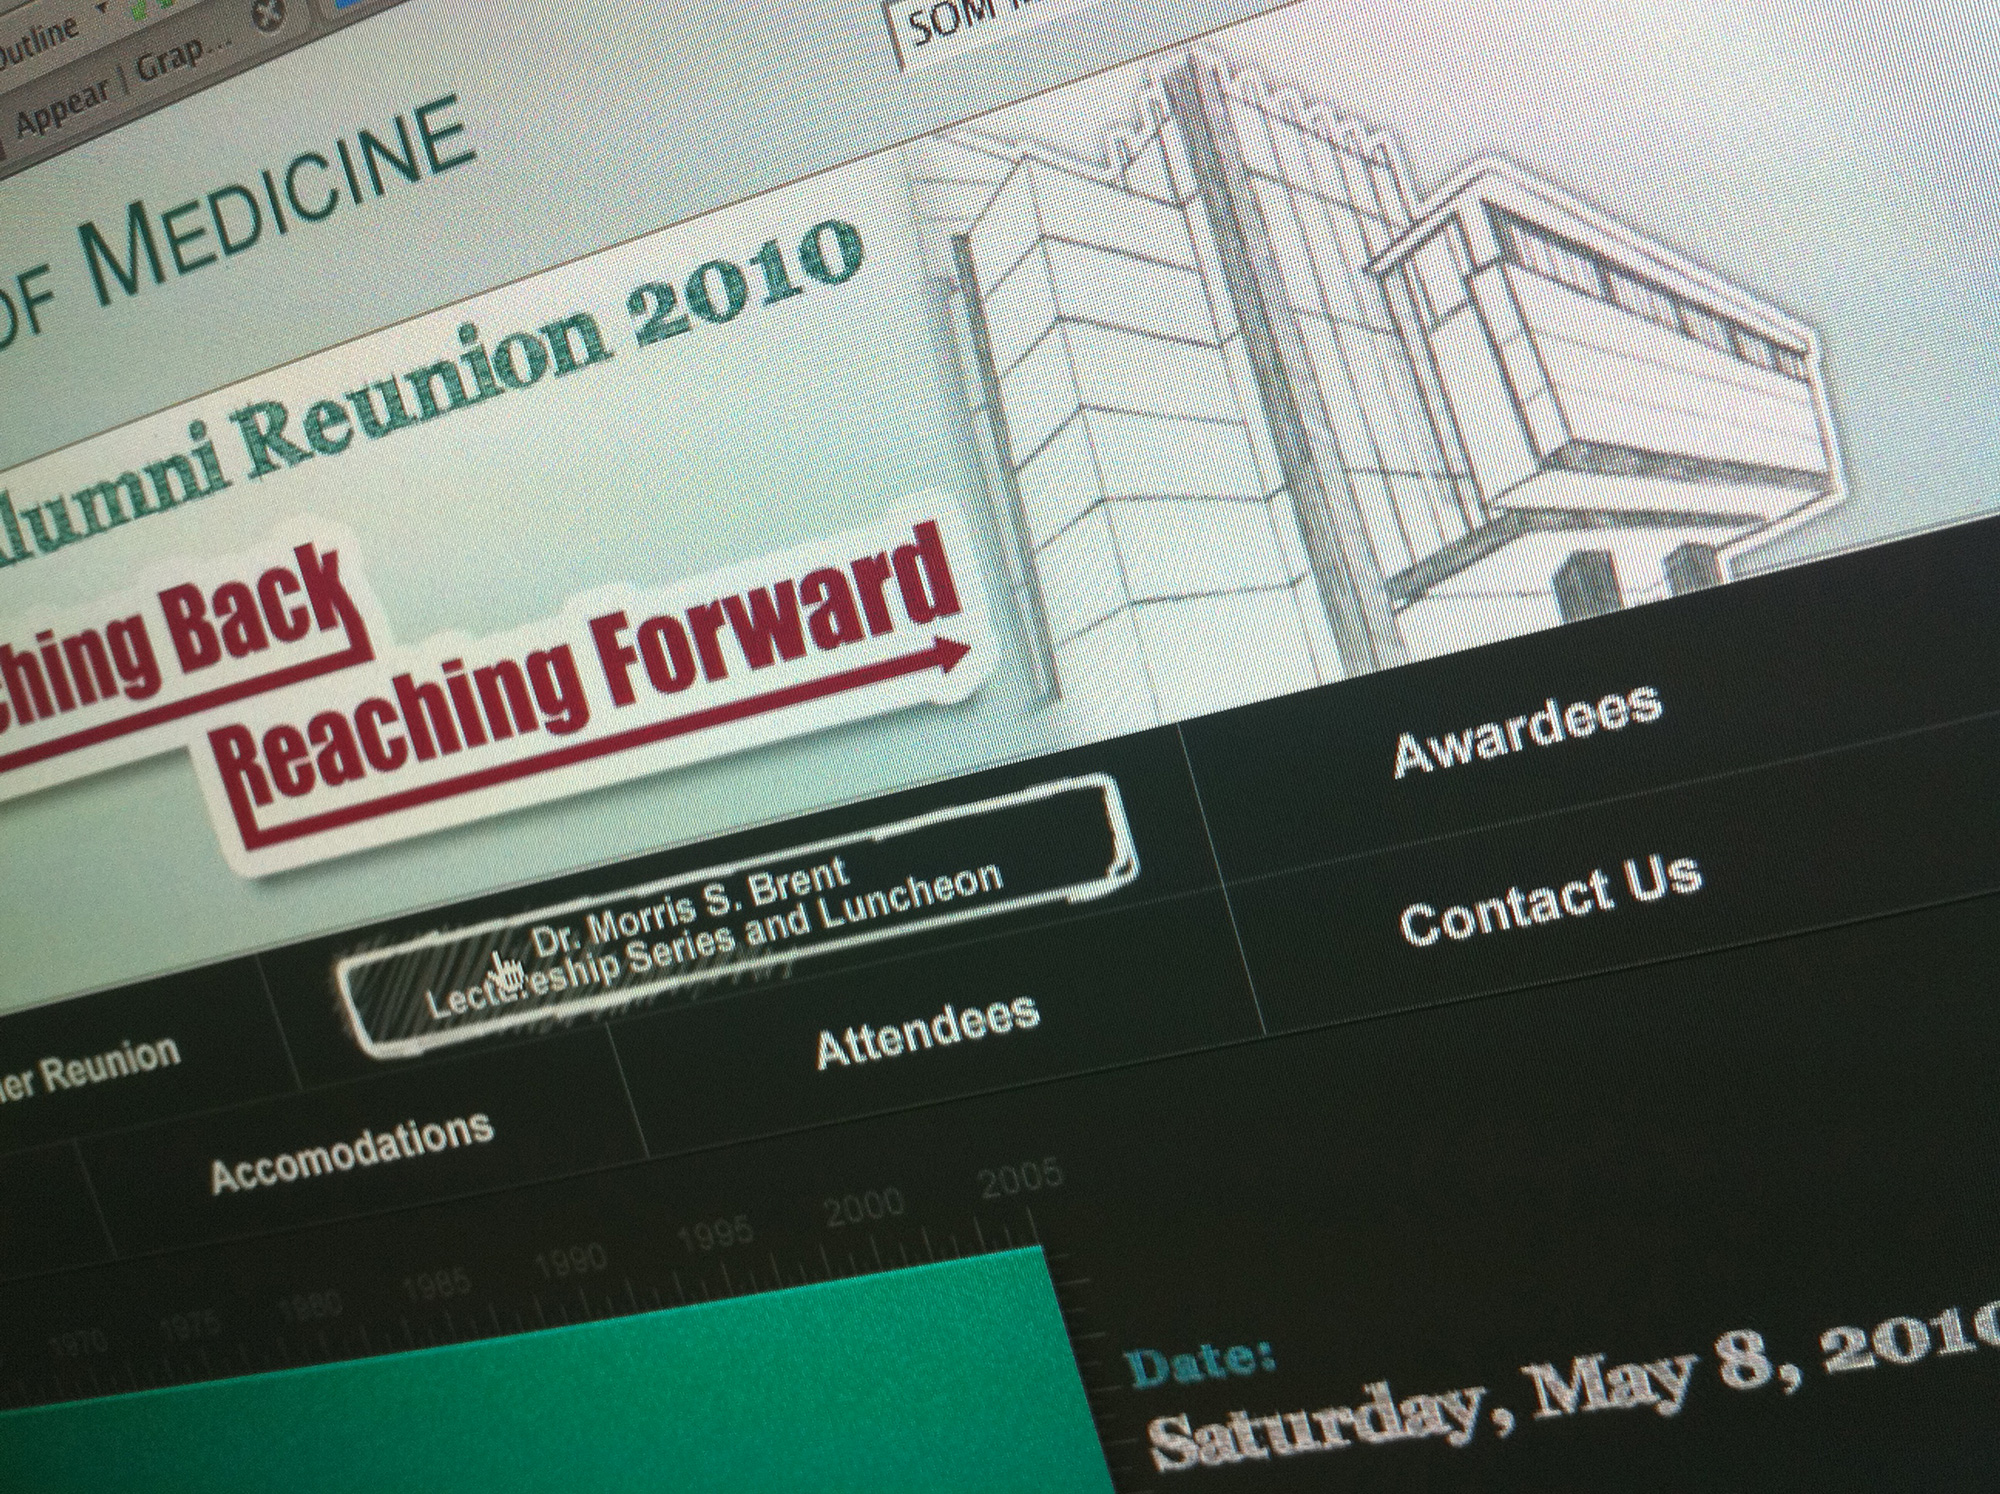 Outline
Appear | Grap...
SOM
OF MEDICINE
Alumni Reunion 2010
ching Back
Reaching Forward
Awardees
Dr. Morris S. Brent
Lectureship Series and Luncheon
Contact Us
er Reunion
Attendees
Accomodations
1970 1975 1980 1985 1990 1995 2000 2005
Date:
Saturday, May 8, 2010